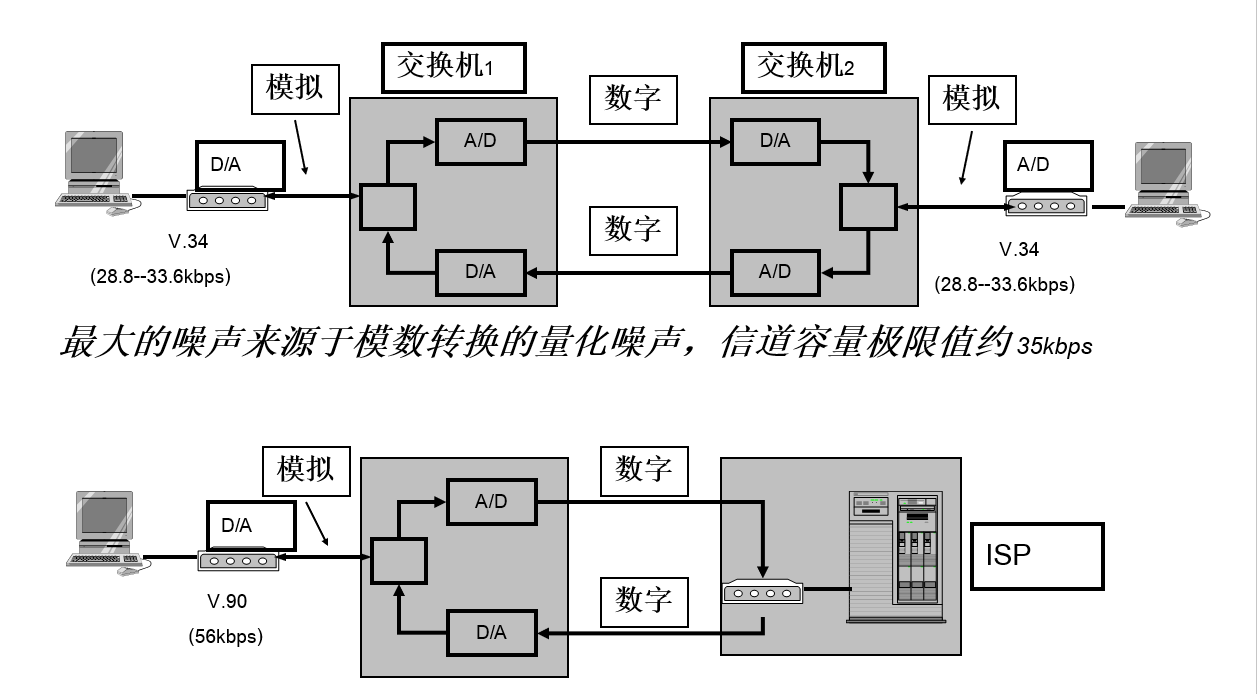 交换机1
交换机2
模拟
数字
模拟
A/D
D/A
D/A
A/D
数字
D/A
A/D
V.34
(28.8--33.6kbps)
V.34
(28.8--33.6kbps)
最大的噪声来源于模数转换的量化噪声，信道容量极限值约35kbps
模拟
数字
A/D
D/A
ISP
数字
V.90
(56kbps)
D/A